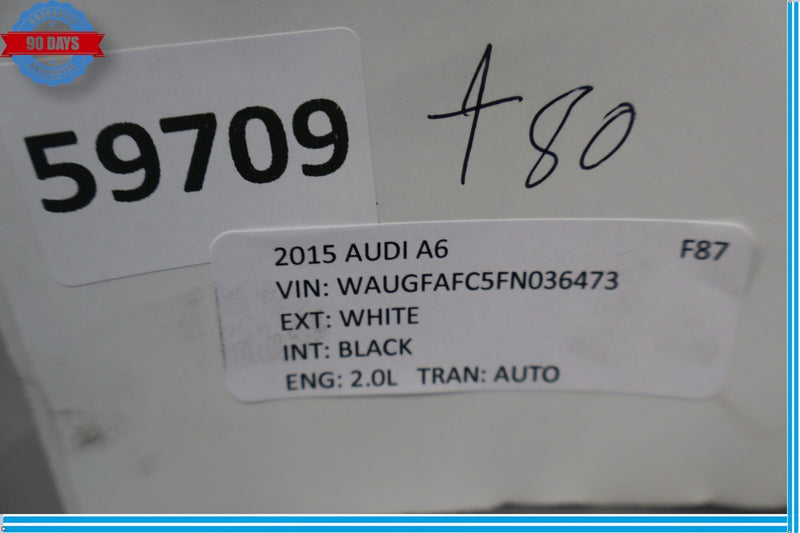 90 DAYS
59709
A80
2015 AUDI A6 F87
VIN: WAUGFAFC5FN036473
EXT: WHITE
INT: BLACK
ENG: 2.0L TRAN: AUTO